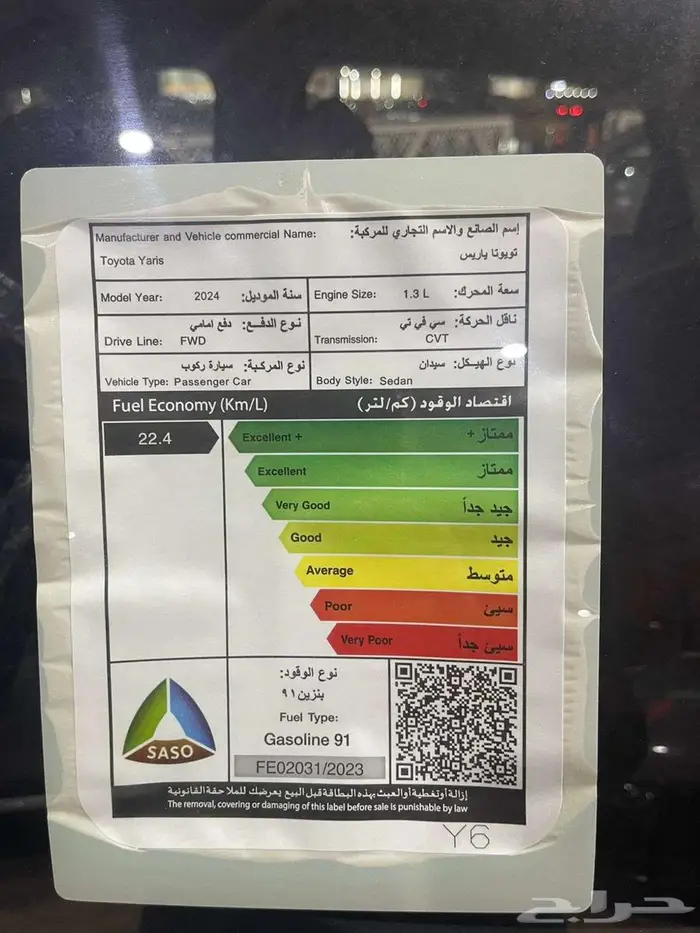 إسم الصانع والاسم التجاري للمركبة:
Manufacturer and Vehicle commercial Name:
تويوتا ياريس
Toyota Yaris
Model Year: 2024 سنة الموديل:
Engine Size: 1.3 L سعة المحرك:
نوع الدفع: دفع امامي
Drive Line: FWD
ناقل الحركة: سي في تي
Transmission: CVT
نوع المركبة: سيارة ركوب
Vehicle Type: Passenger Car
نوع الهيكل: سيدان
Body Style: Sedan
Fuel Economy (Km/L) اقتصاد الوقود (كم/لتر)
22.4
Excellent + ممتاز +
Excellent ممتاز
Very Good جيد جداً
Good جيد
Average متوسط
Poor سيئ
Very Poor سيئ جداً
SASO
نوع الوقود:
بنزين ٩١
Fuel Type:
Gasoline 91
FE02031/2023
إزالة أو تغطية أو العبث بهذه البطاقة قبل البيع يعرضك للملاحقة القانونية
The removal, covering or damaging of this label before sale is punishable by law
Y6
حراج